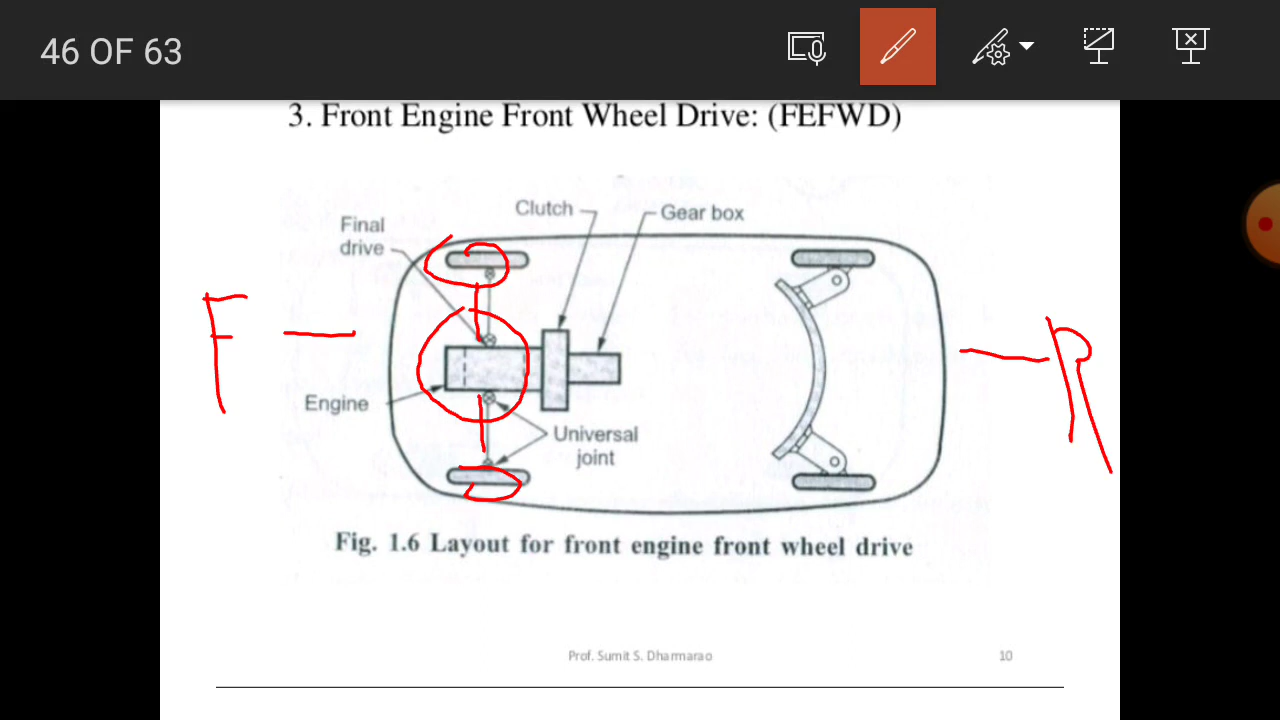 46 OF 63
3. Front Engine Front Wheel Drive: (FEFWD)
Clutch
Gear box
Final
drive
F
R
Engine
Universal
joint
Fig. 1.6 Layout for front engine front wheel drive
Prof. Sumit S. Dharmarao
10